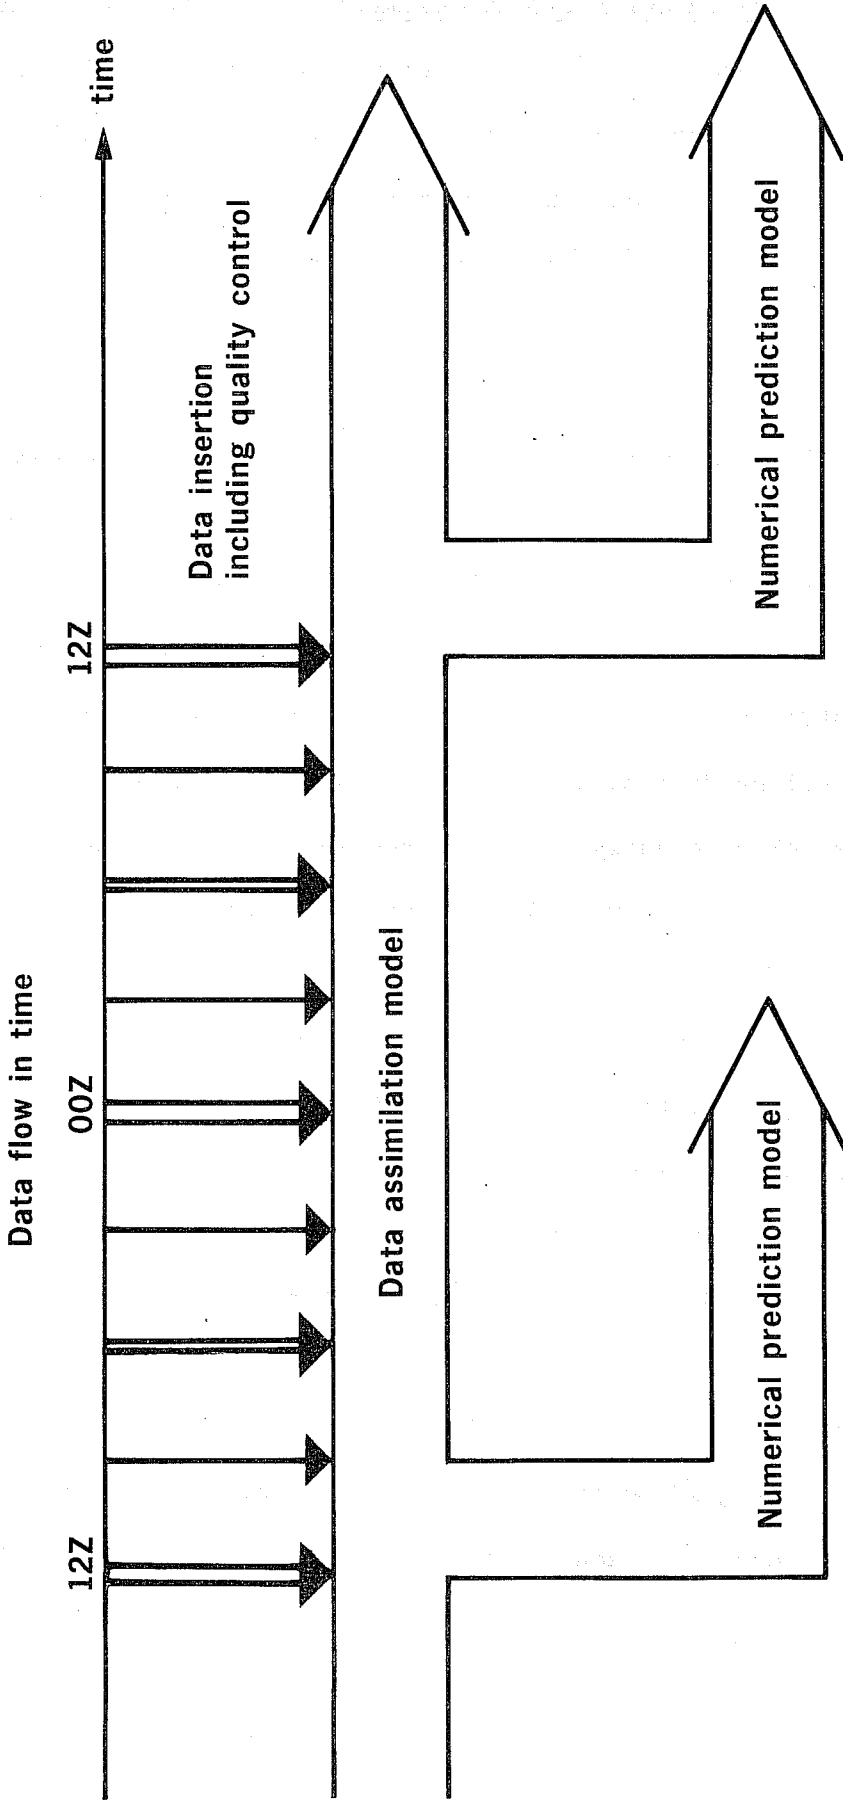 Data flow in time
12Z
00Z
12Z
time
Data insertion
including quality control
Data assimilation model
Numerical prediction model
Numerical prediction model